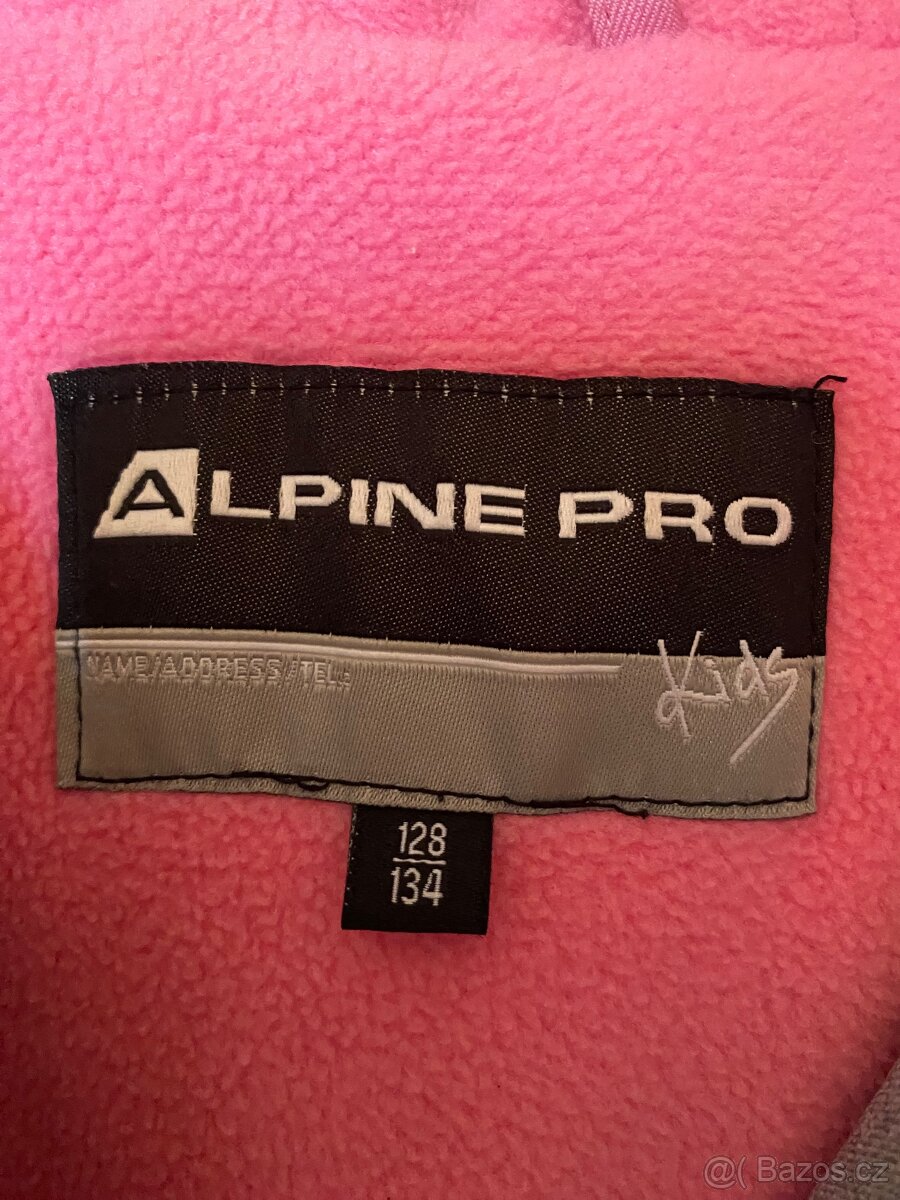 ALPINE PRO
NAME/ADDRESS/TEL.:
Kids
128
134
@( Bazos.cz